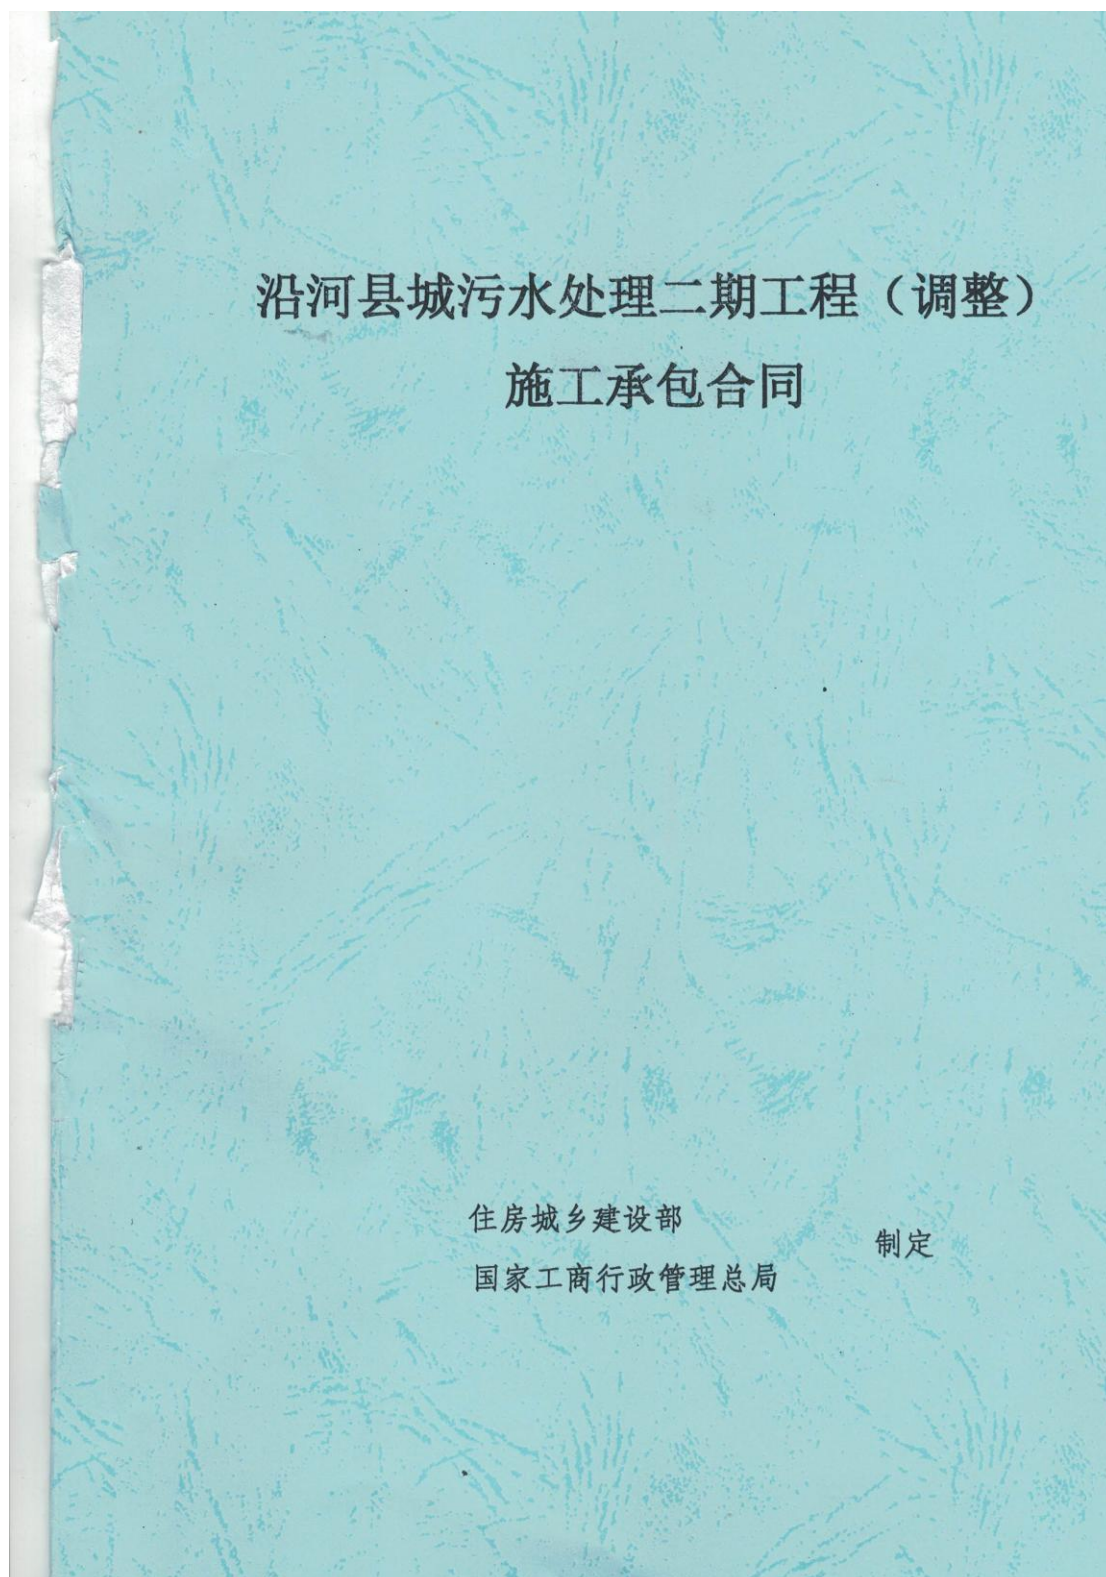 沿河县城污水处理二期工程（调整）
施工承包合同
住房城乡建设部
制定
国家工商行政管理总局